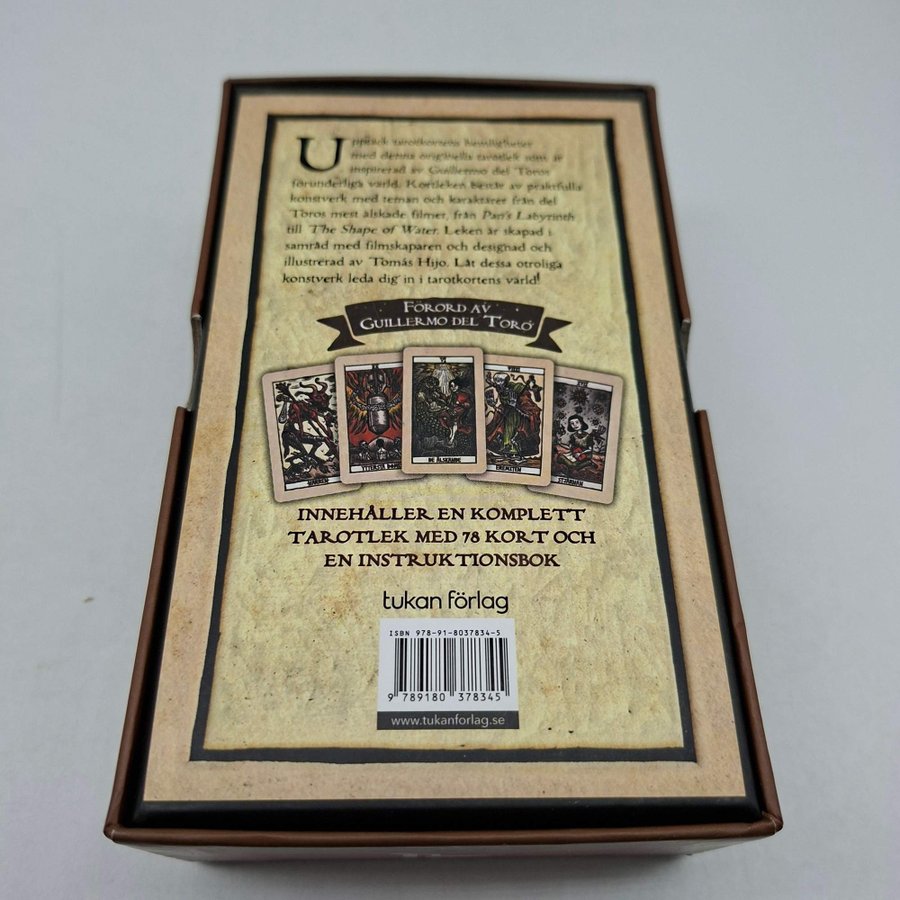 Upptäck tarotkortens hemligheter
med denna originella tarotlek som är
inspirerad av Guillermo del Toros
förunderliga värld. Kortleken består av praktfulla
konstverk med teman och karaktärer från del
Toros mest älskade filmer, från Pan's Labyrinth
till The Shape of Water. Leken är skapad i
samråd med filmskaparen och designad och
illustrerad av Tomás Hijo. Låt dessa otroliga
konstverk leda dig in i tarotkortens värld!
FÖRORD AV
GUILLERMO DEL TORO
VI
DE ÄLSKANDE
EREMITEN
STJÄRNAN
INNEHÅLLER EN KOMPLETT
TAROTLEK MED 78 KORT OCH
EN INSTRUKTIONSBOK
tukan förlag
ISBN 978-91-8037834-5
9 789180 378345
www.tukanforlag.se